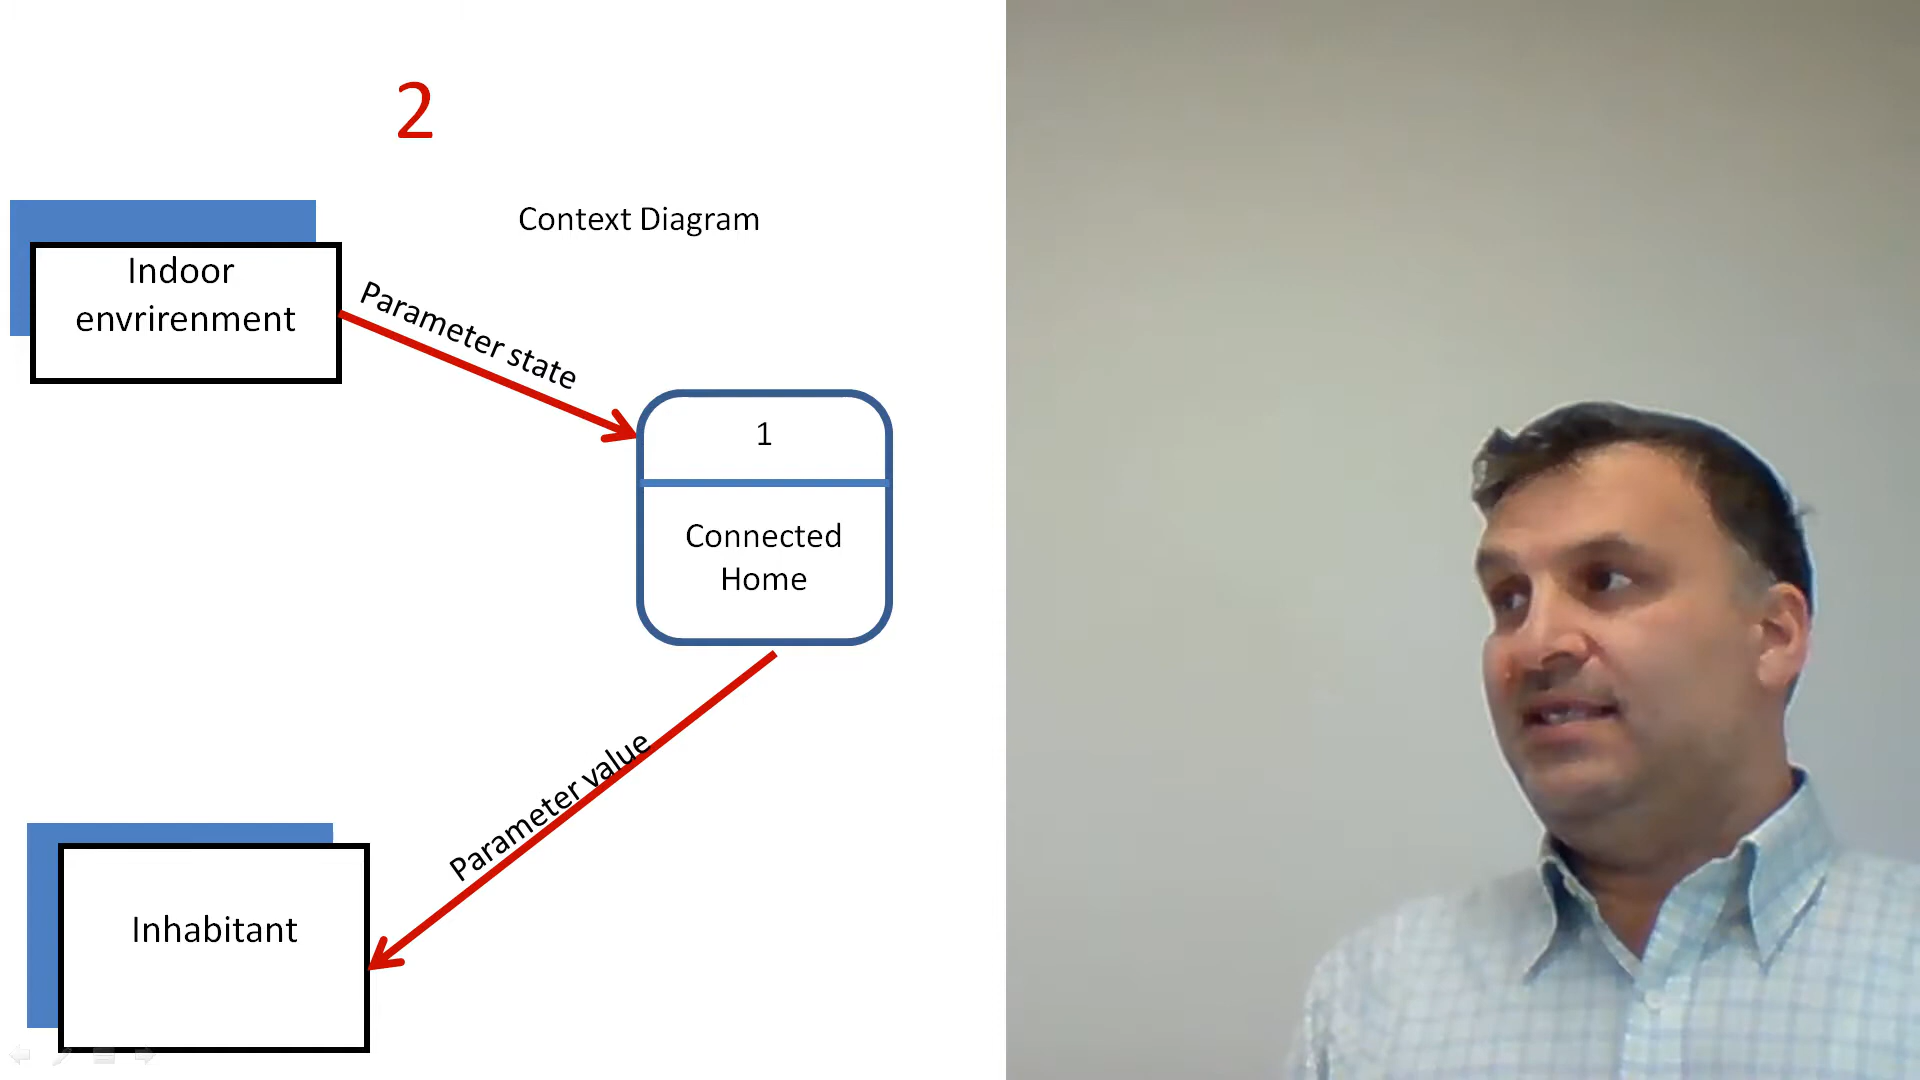 2
Context Diagram
Indoor
envrirenment
Parameter state
1
Connected
Home
Parameter value
Inhabitant